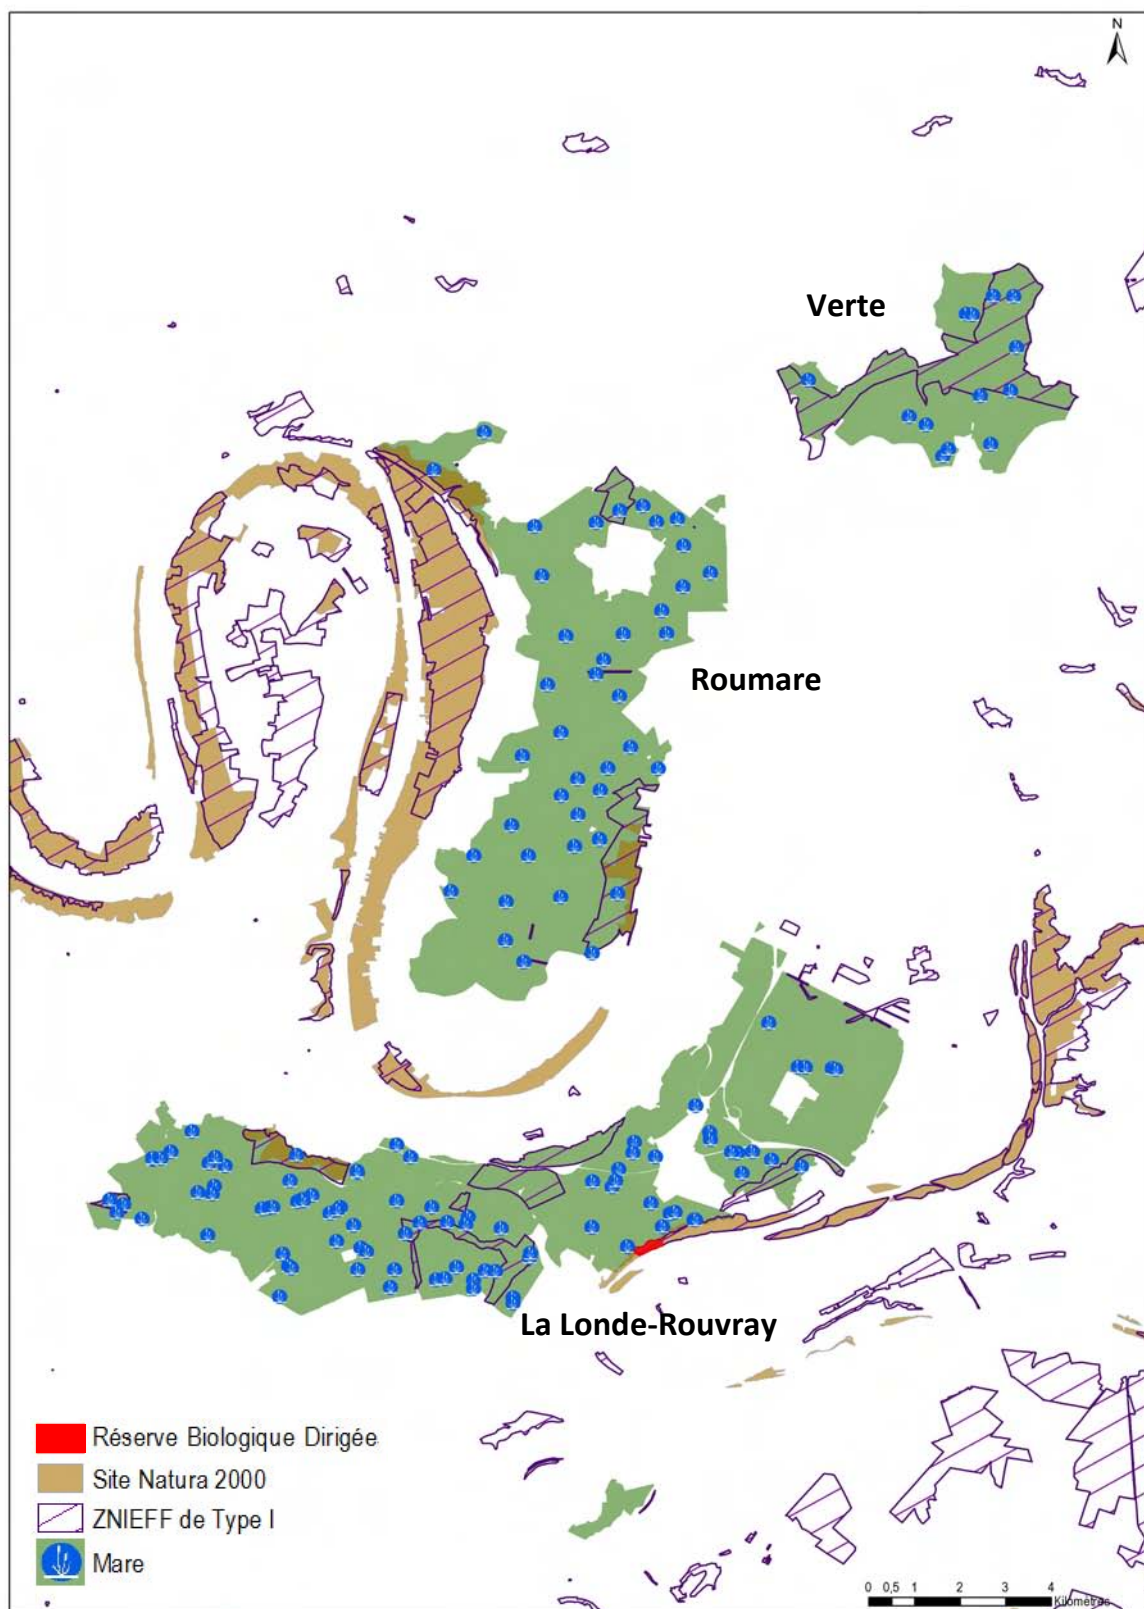 N
Verte
Roumare
La Londe-Rouvray
Réserve Biologique Dirigée
Site Natura 2000
ZNIEFF de Type I
Mare
0 0,5 1 2 3 4
Kilomètres